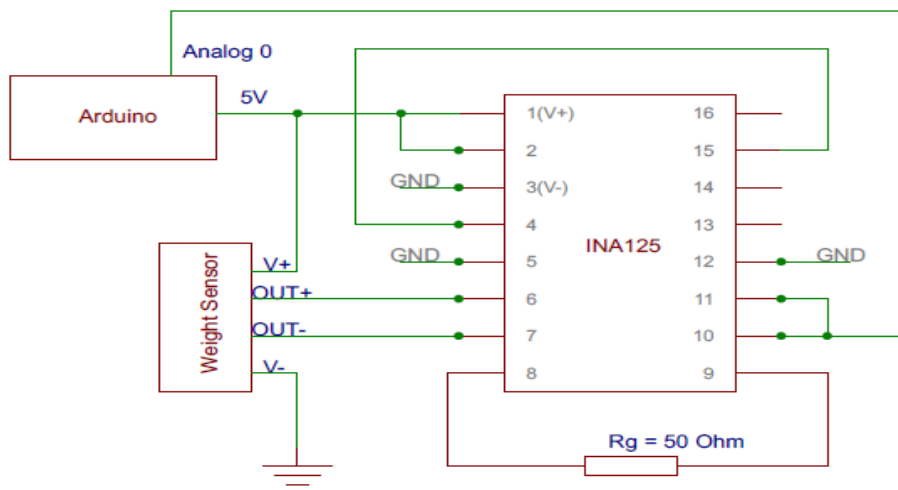 Analog 0
Arduino
5V
1(V+)
16
2
15
GND
3(V-)
14
4
13
INA125
GND
5
12
GND
Weight Sensor
V+
OUT+
6
11
OUT-
7
10
V-
8
9
Rg = 50 Ohm